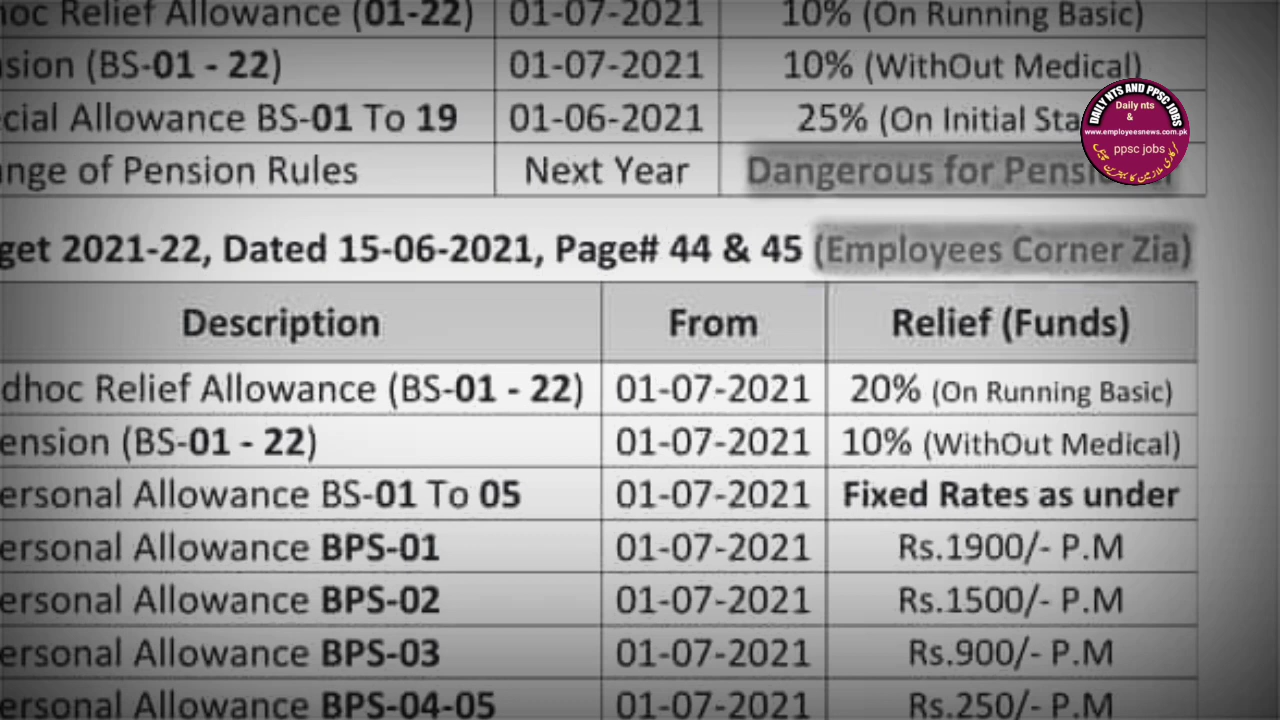 hoc Relief Allowance (01-22) 01-07-2021 10% (On Running Basic)
sion (BS-01 - 22) 01-07-2021 10% (WithOut Medical)
cial Allowance BS-01 To 19 01-06-2021 25% (On Initial Sta
nge of Pension Rules Next Year Dangerous for Pens
get 2021-22, Dated 15-06-2021, Page# 44 & 45 (Employees Corner Zia)
Description From Relief (Funds)
dhoc Relief Allowance (BS-01 - 22) 01-07-2021 20% (On Running Basic)
ension (BS-01 - 22) 01-07-2021 10% (WithOut Medical)
ersonal Allowance BS-01 To 05 01-07-2021 Fixed Rates as under
ersonal Allowance BPS-01 01-07-2021 Rs.1900/- P.M
ersonal Allowance BPS-02 01-07-2021 Rs.1500/- P.M
ersonal Allowance BPS-03 01-07-2021 Rs.900/- P.M
ersonal Allowance BPS-04-05 01-07-2021 Rs.250/- P.M
DAILY NTS AND PPSC JOBS
Daily nts
&
www.employeesnews.com.pk
ppsc jobs